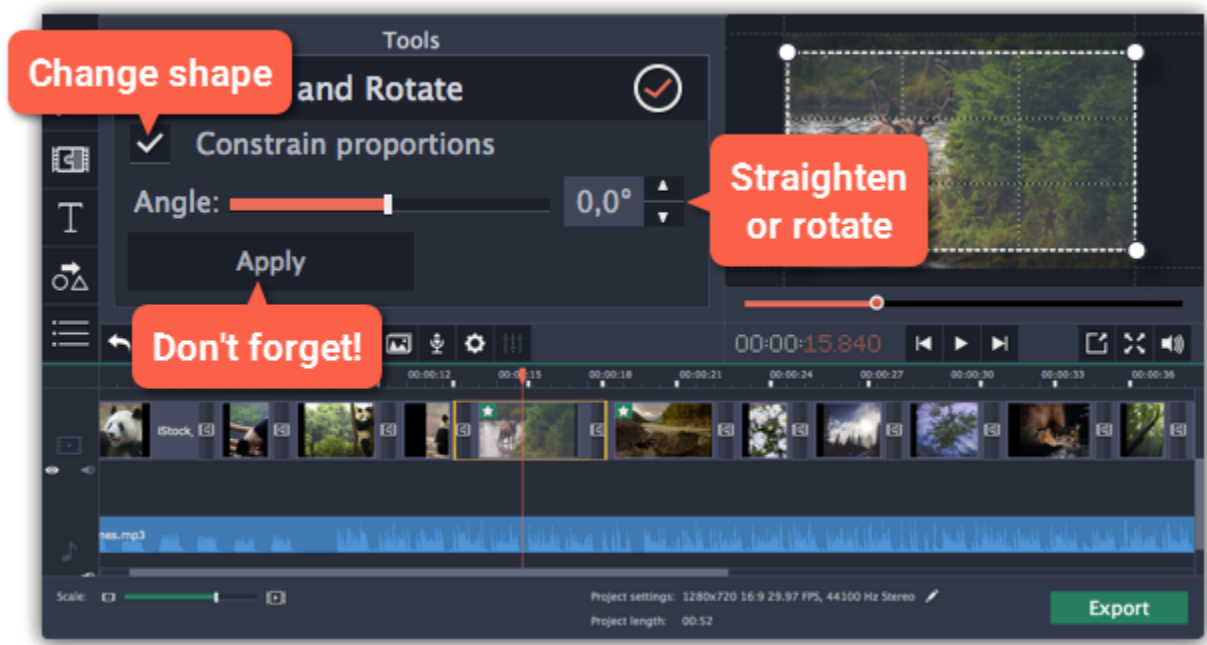 Tools
Change shape
and Rotate
Constrain proportions
Angle:
0,0°
Straighten
or rotate
T
Apply
Don't forget!
00:00:15.840
00:00:12
00:00:15
00:00:18
00:00:21
00:00:24
00:00:27
00:00:30
00:00:33
00:00:36
iStock_
nes.mp3
Scale:
Project settings: 1280x720 16:9 29.97 FPS, 44100 Hz Stereo
Project length: 00:52
Export